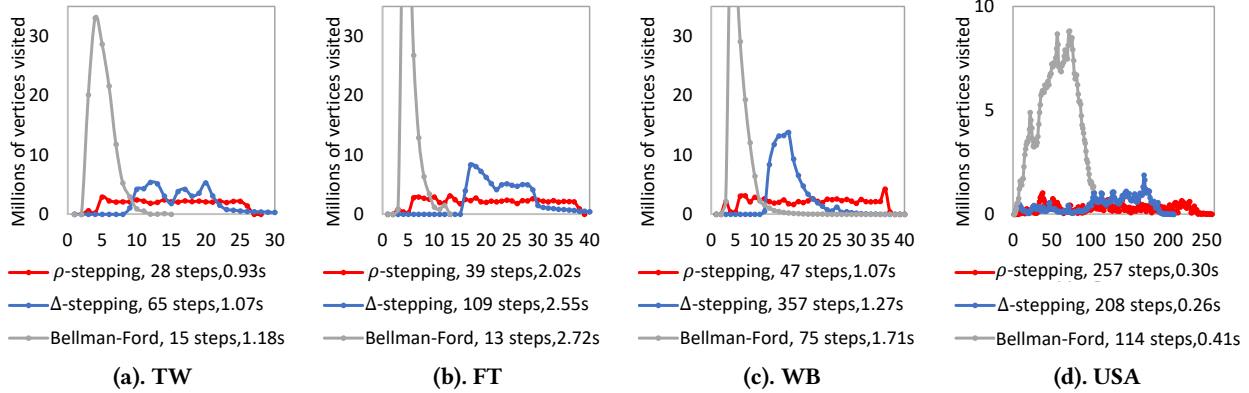 Millions of vertices visited
30
20
10
0
0 5 10 15 20 25 30
ρ-stepping, 28 steps,0.93s
Δ-stepping, 65 steps,1.07s
Bellman-Ford, 15 steps,1.18s
(a). TW
Millions of vertices visited
30
20
10
0
0 5 10 15 20 25 30 35 40
ρ-stepping, 39 steps,2.02s
Δ-stepping, 109 steps,2.55s
Bellman-Ford, 13 steps,2.72s
(b). FT
Millions of vertices visited
30
20
10
0
0 5 10 15 20 25 30 35 40
ρ-stepping, 47 steps,1.07s
Δ-stepping, 357 steps,1.27s
Bellman-Ford, 75 steps,1.71s
(c). WB
Millions of vertices visited
10
5
0
0 50 100 150 200 250
ρ-stepping, 257 steps,0.30s
Δ-stepping, 208 steps,0.26s
Bellman-Ford, 114 steps,0.41s
(d). USA